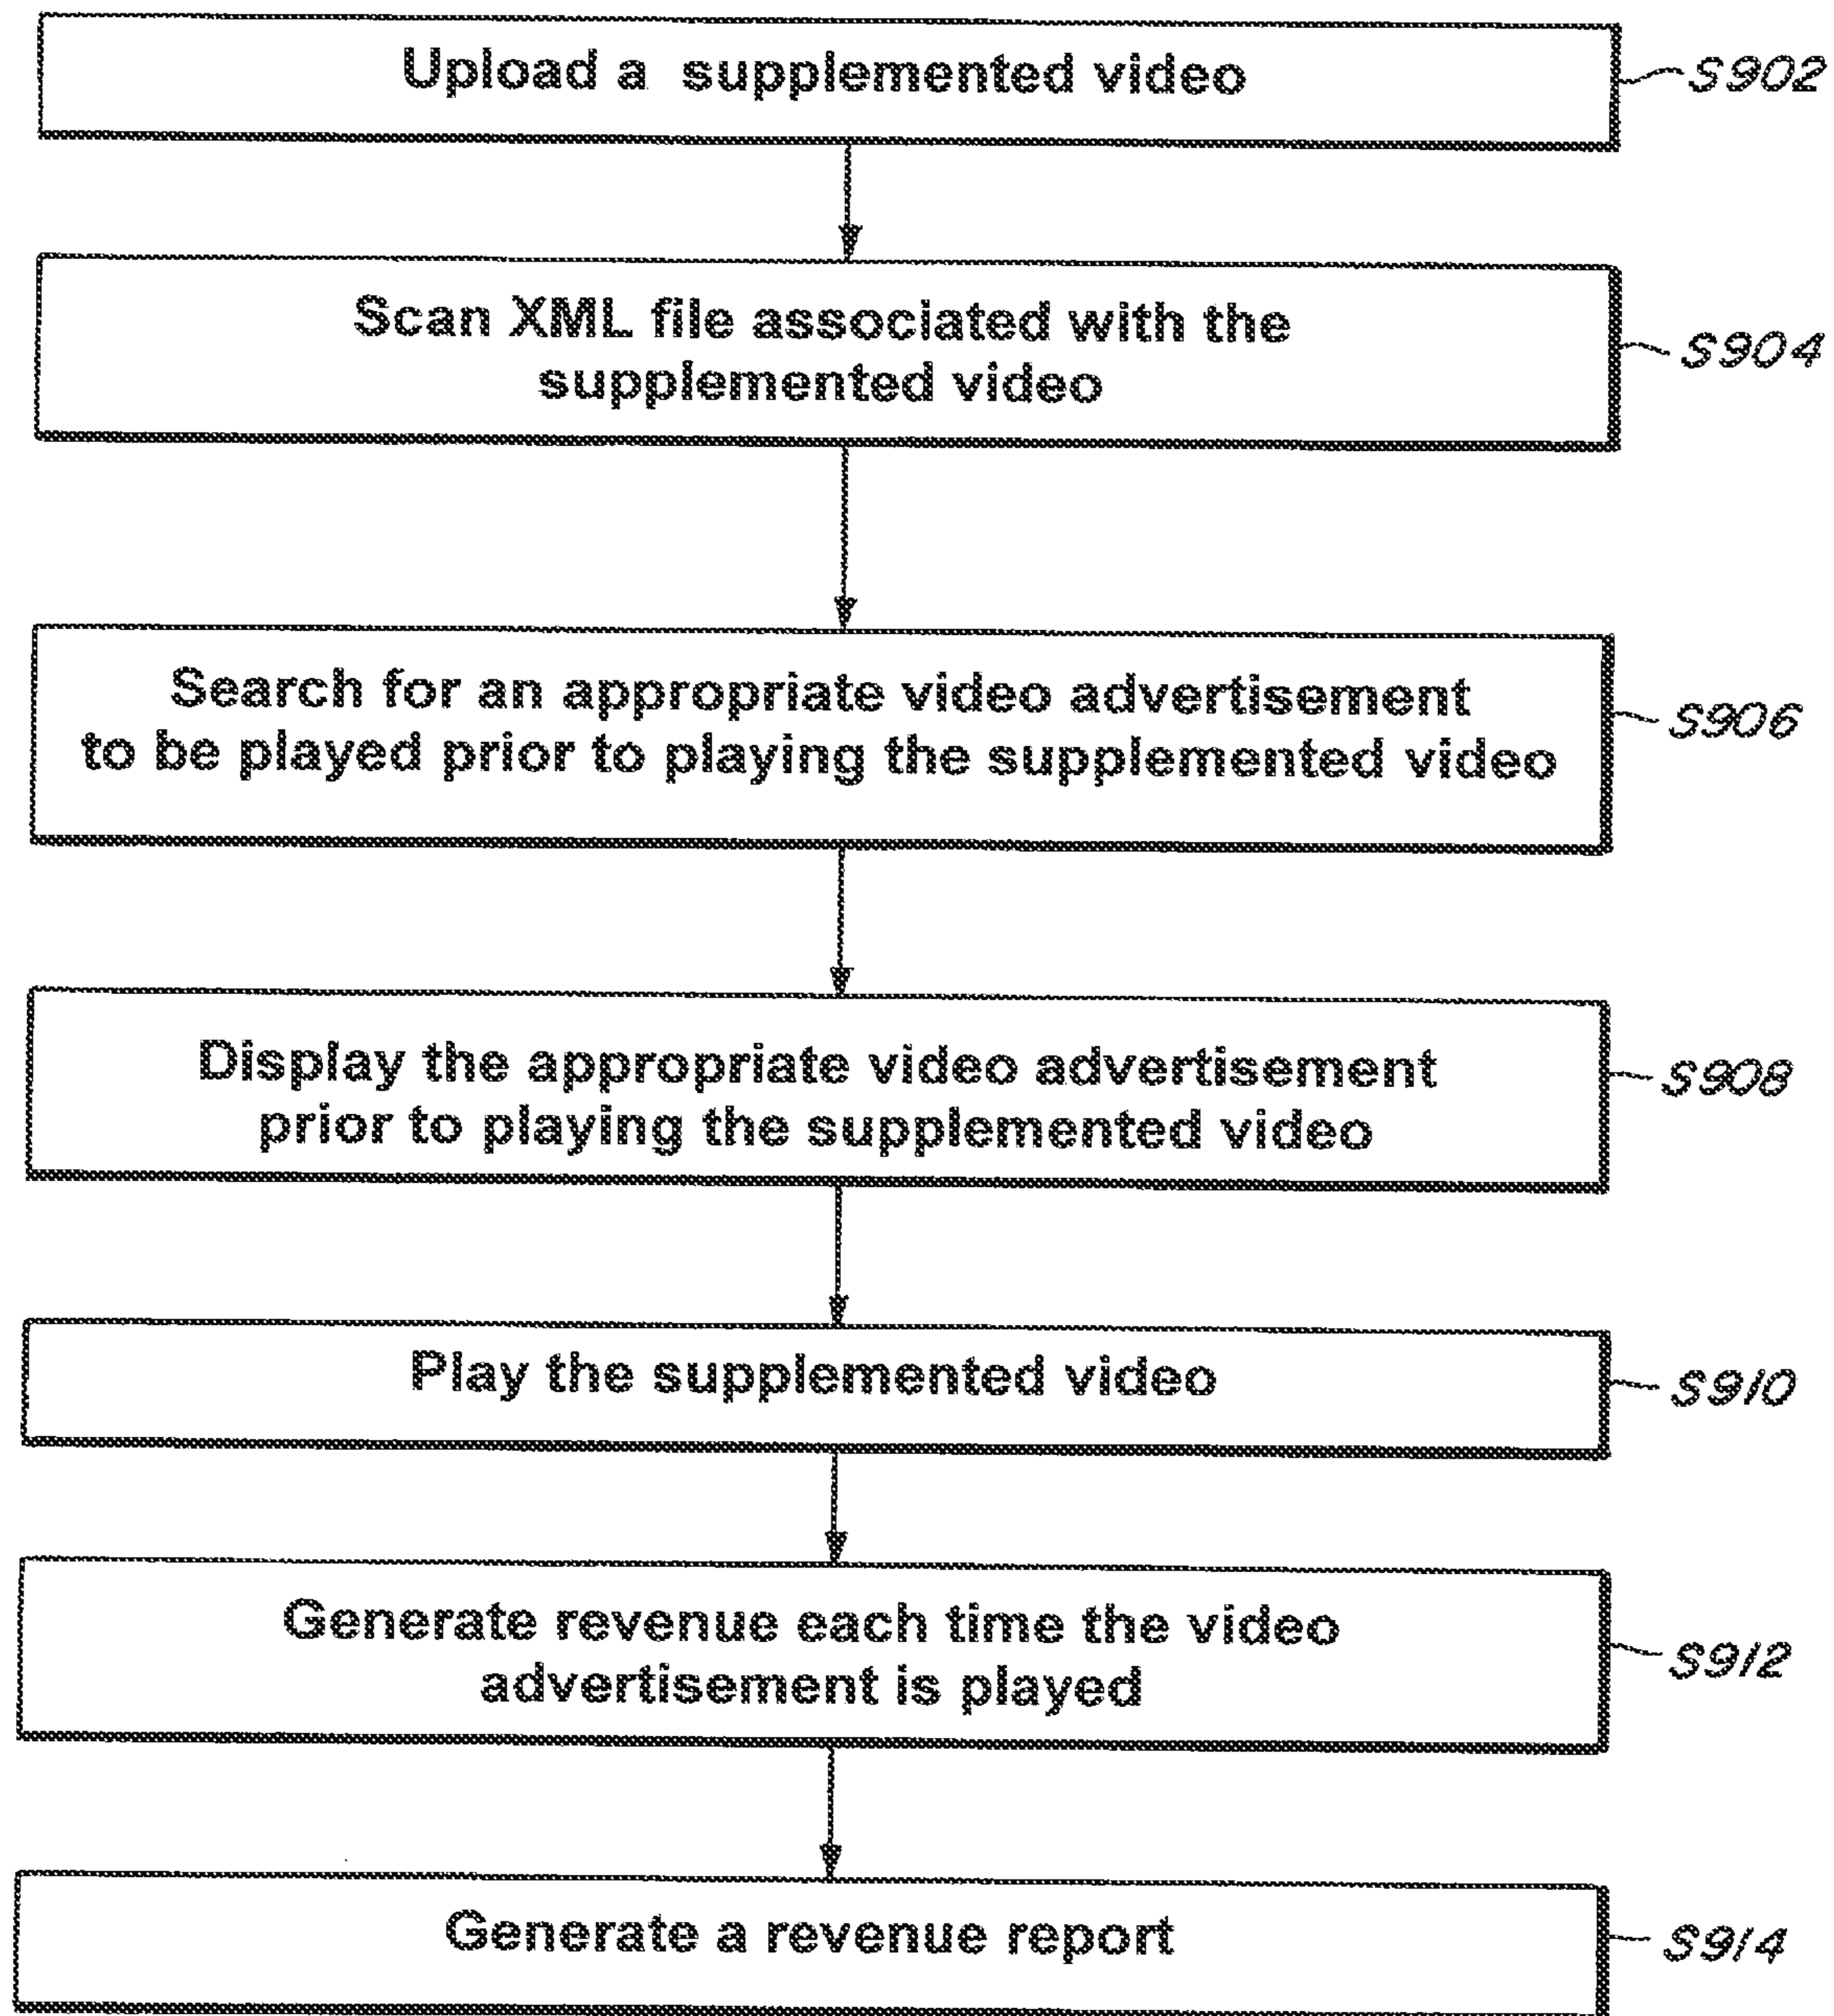 Upload a supplemented video
S902
Scan XML file associated with the
supplemented video
S904
Search for an appropriate video advertisement
to be played prior to playing the supplemented video
S906
Display the appropriate video advertisement
prior to playing the supplemented video
S908
Play the supplemented video
S910
Generate revenue each time the video
advertisement is played
S912
Generate a revenue report
S914